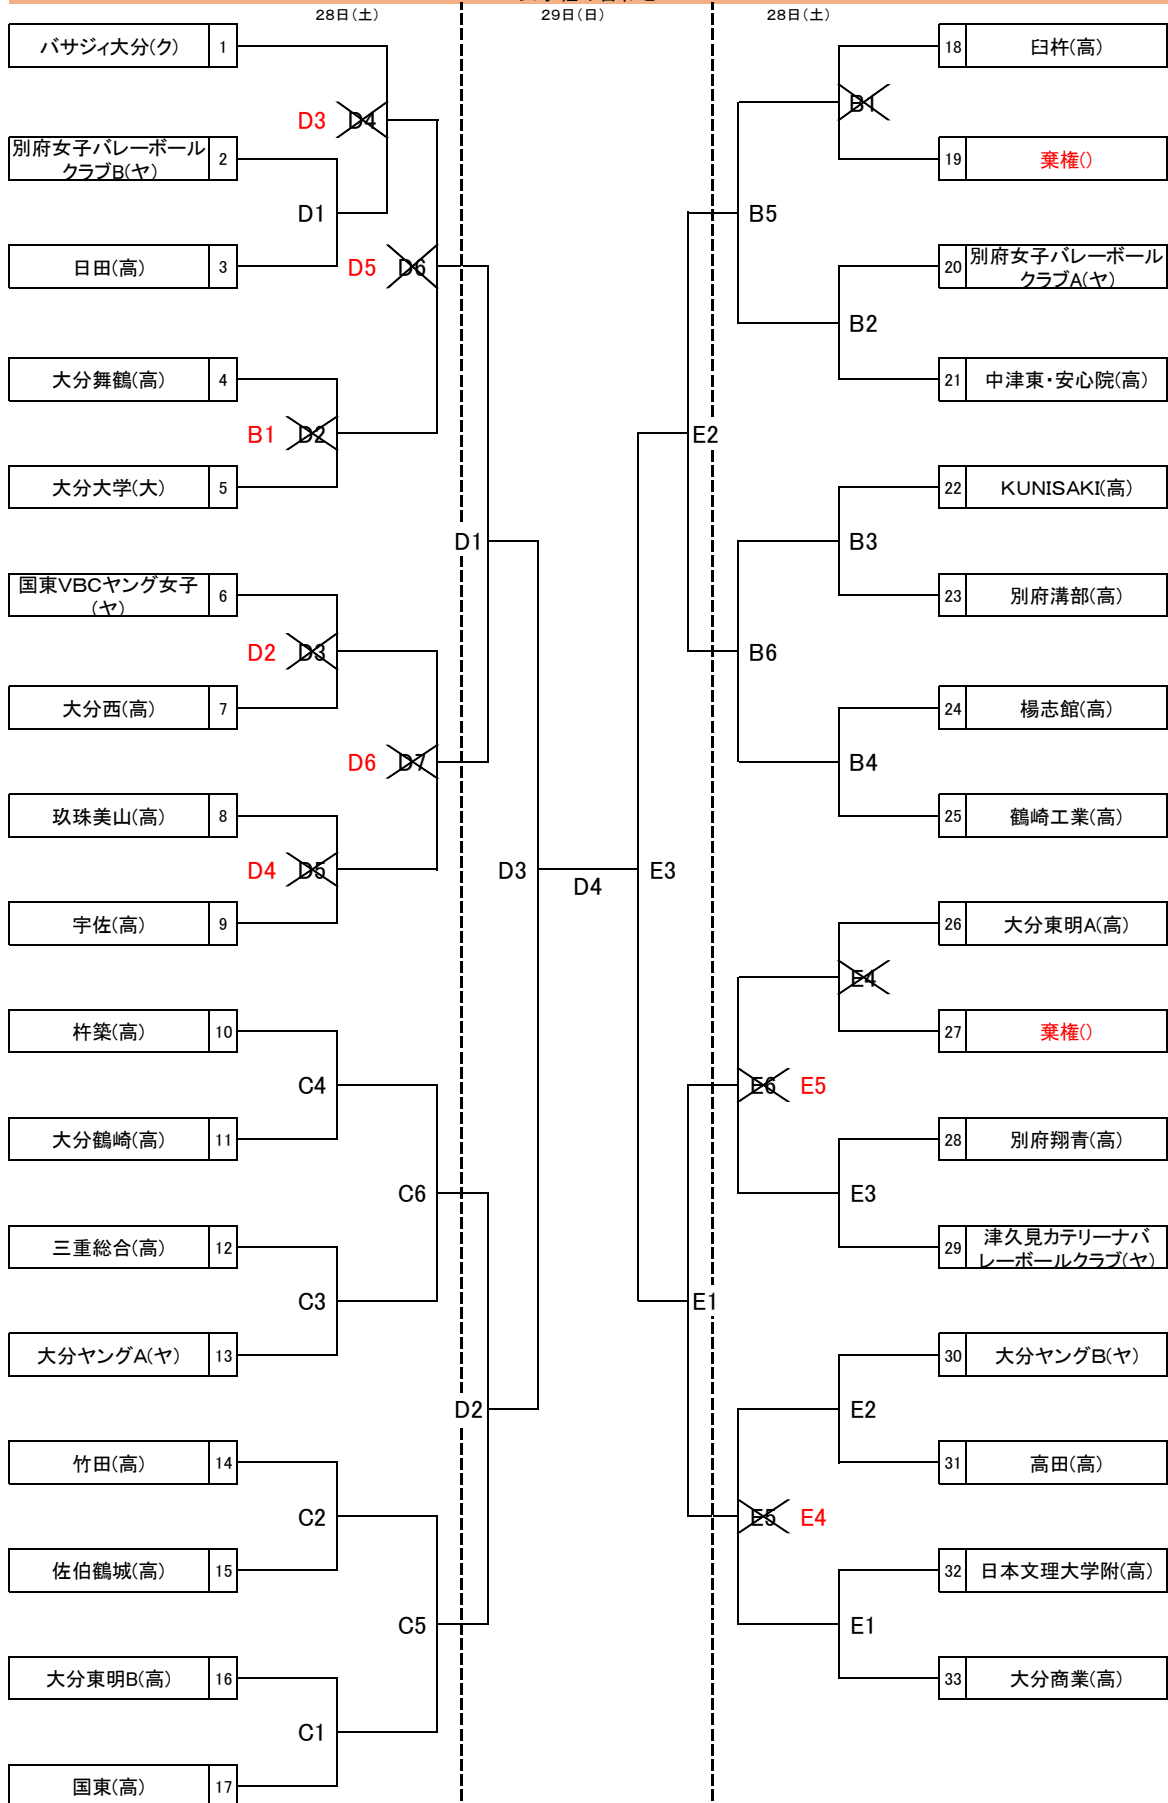 28日(土)
29日(日)
28日(土)
バサジィ大分(ク) 1
D3 D4
別府女子バレーボール
クラブB(ヤ) 2
D1
日田(高) 3
D5 D6
大分舞鶴(高) 4
B1 D2
大分大学(大) 5
D1
国東VBCヤング女子
(ヤ) 6
D2 D3
大分西(高) 7
D6 D7
玖珠美山(高) 8
D4 D5
宇佐(高) 9
D3
D4
E3
杵築(高) 10
C4
大分鶴崎(高) 11
C6
三重総合(高) 12
C3
大分ヤングA(ヤ) 13
D2
竹田(高) 14
C2
佐伯鶴城(高) 15
C5
大分東明B(高) 16
C1
国東(高) 17
18 臼杵(高)
B1
19 棄権()
B5
20 別府女子バレーボール
クラブA(ヤ)
B2
21 中津東・安心院(高)
E2
22 KUNISAKI(高)
B3
23 別府溝部(高)
B6
24 楊志館(高)
B4
25 鶴崎工業(高)
26 大分東明A(高)
E4
27 棄権()
E6 E5
28 別府翔青(高)
E3
29 津久見カテリーナバ
レーボールクラブ(ヤ)
E1
30 大分ヤングB(ヤ)
E2
31 高田(高)
E5 E4
32 日本文理大学附(高)
E1
33 大分商業(高)